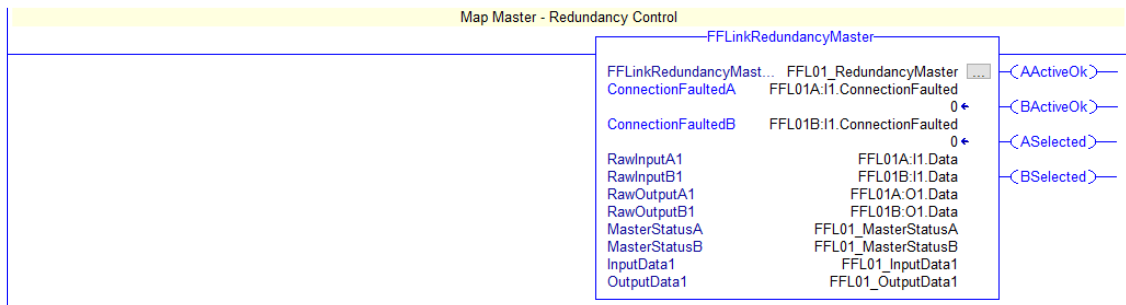 Map Master - Redundancy Control
FFLinkRedundancyMaster
FFLinkRedundancyMast... FFL01_RedundancyMaster ... AActiveOk
ConnectionFaultedA FFL01A:I1.ConnectionFaulted
0 BActiveOk
ConnectionFaultedB FFL01B:I1.ConnectionFaulted
0 ASelected
RawInputA1 FFL01A:I1.Data
RawInputB1 FFL01B:I1.Data BSelected
RawOutputA1 FFL01A:O1.Data
RawOutputB1 FFL01B:O1.Data
MasterStatusA FFL01_MasterStatusA
MasterStatusB FFL01_MasterStatusB
InputData1 FFL01_InputData1
OutputData1 FFL01_OutputData1